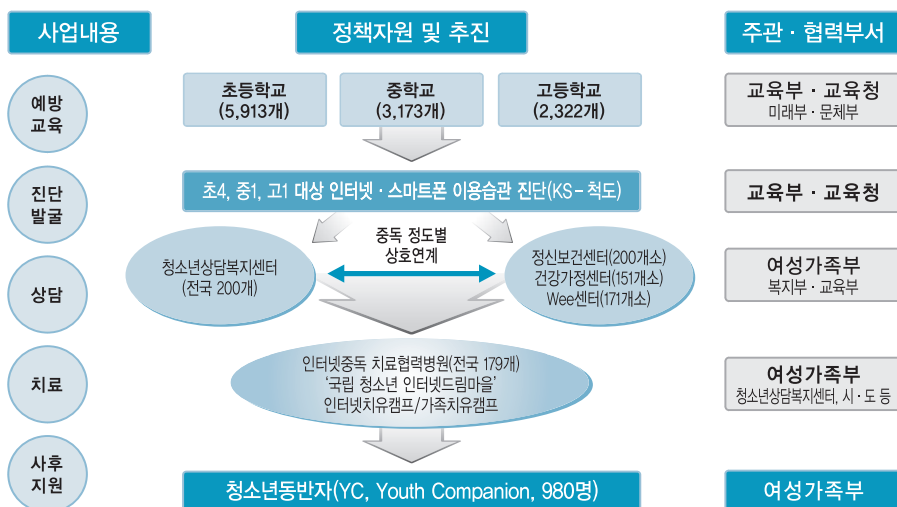 사업내용
정책자원 및 추진
주관 · 협력부서
예방
교육
초등학교
(5,913개)
중학교
(3,173개)
고등학교
(2,322개)
교육부 · 교육청
미래부 · 문체부
진단
발굴
초4, 중1, 고1 대상 인터넷 · 스마트폰 이용습관 진단(KS-척도)
교육부 · 교육청
상담
청소년상담복지센터
(전국 200개)
중독 정도별
상호연계
정신보건센터(200개소)
건강가정센터(151개소)
Wee센터(171개소)
여성가족부
복지부 · 교육부
치료
인터넷중독 치료협력병원(전국 179개)
'국립 청소년 인터넷드림마을'
인터넷치유캠프/가족치유캠프
여성가족부
청소년상담복지센터, 시 · 도 등
사후
지원
청소년동반자(YC, Youth Companion, 980명)
여성가족부